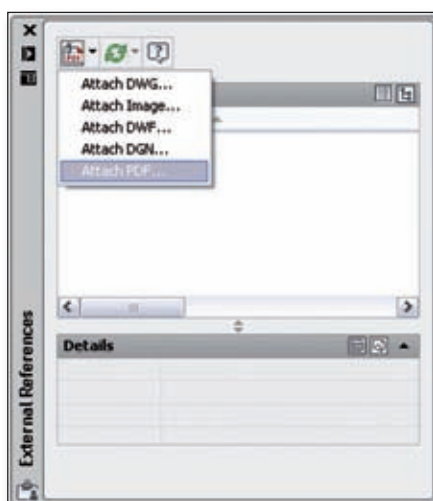 Attach DWG...
Attach Image...
Attach DWF...
Attach DGN...
Attach PDF...
Details
External References